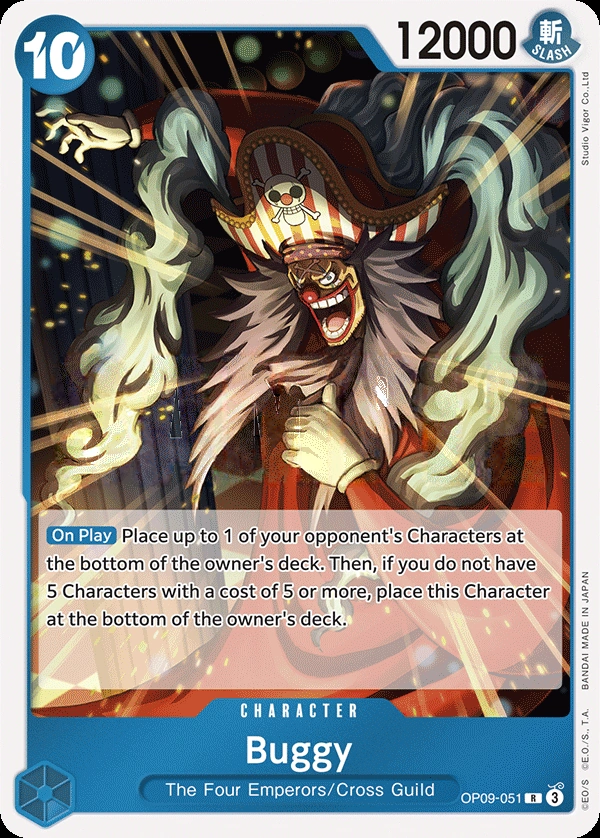 10
12000
斬
SLASH
Studio Vigor Co.,Ltd
On Play Place up to 1 of your opponent's Characters at
the bottom of the owner's deck. Then, if you do not have
5 Characters with a cost of 5 or more, place this Character
at the bottom of the owner's deck.
CHARACTER
Buggy
The Four Emperors/Cross Guild
OP09-051 R 3
©EO/S ©E.O./S., T.A. BANDAI MADE IN JAPAN